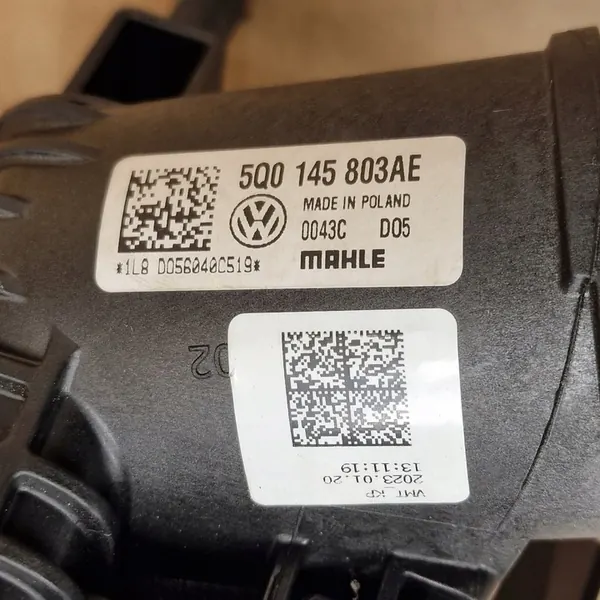 5Q0 145 803AE
MADE IN POLAND
0043C D05
MAHLE
*1L8 D056040C519*
02
VMT KP
2023.01.20
13:11:19